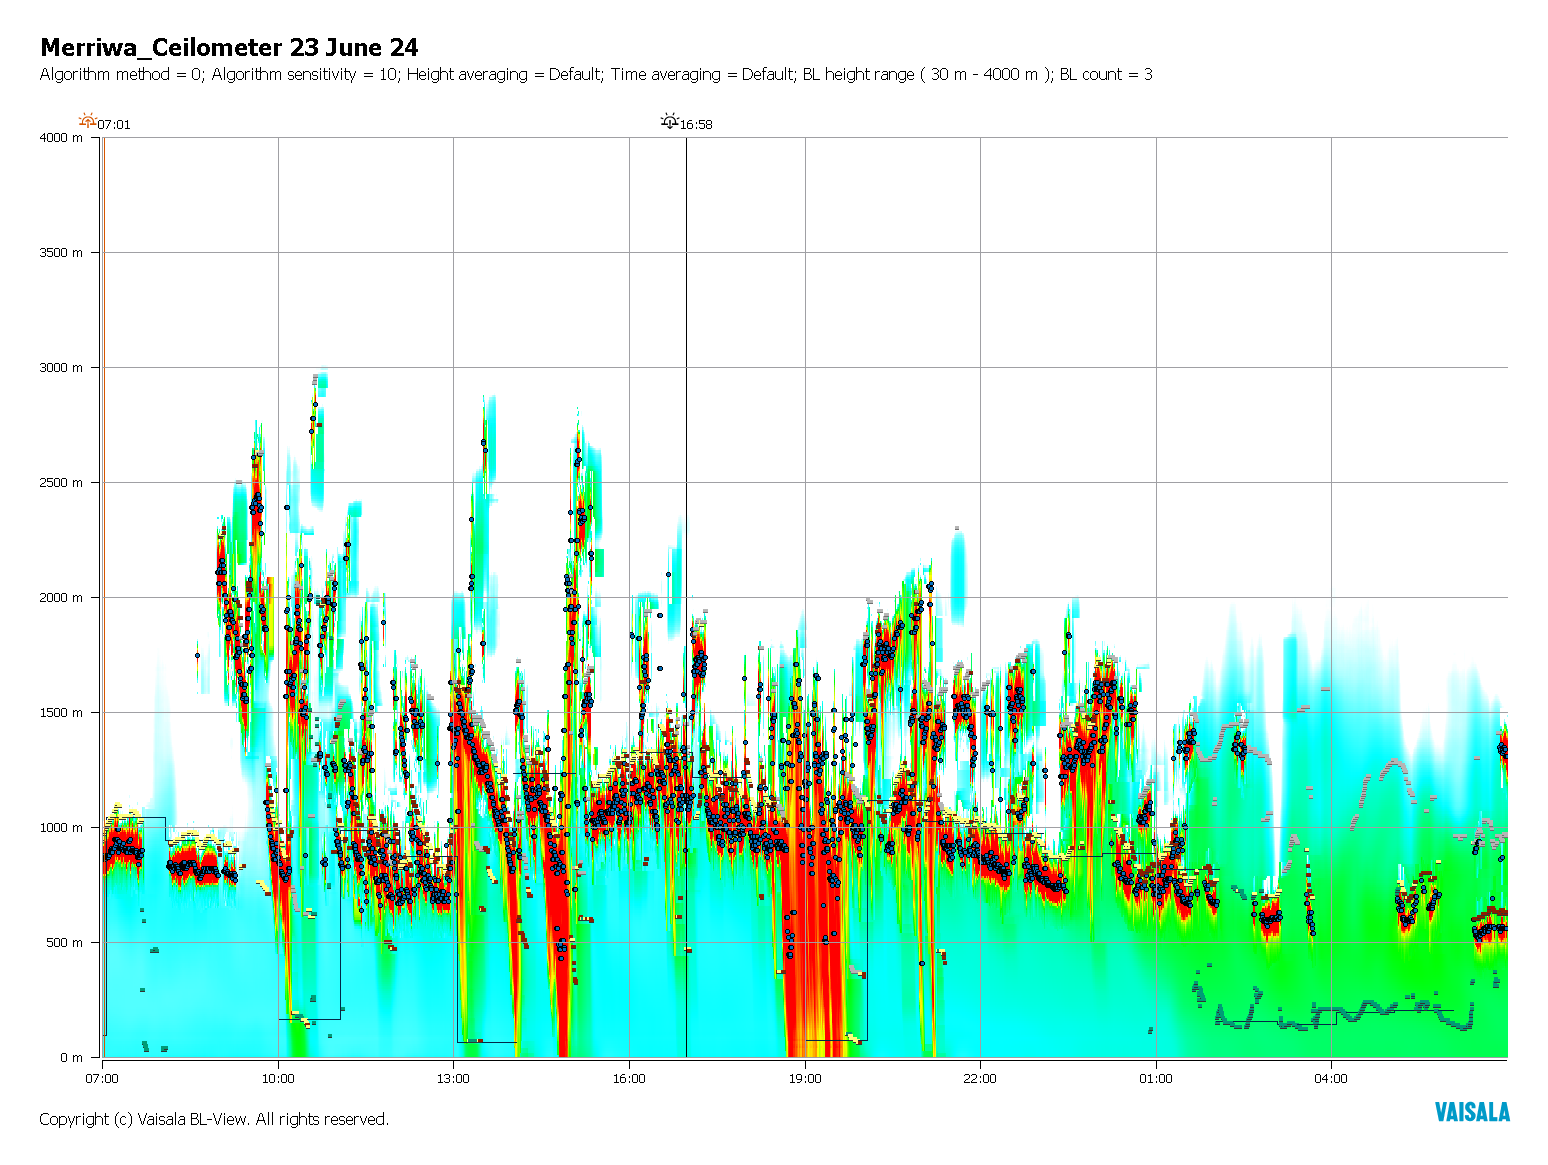 Merriwa_Ceilometer 23 June 24
Algorithm method = 0; Algorithm sensitivity = 10; Height averaging = Default; Time averaging = Default; BL height range ( 30 m - 4000 m ); BL count = 3
07:01
16:58
4000 m
3500 m
3000 m
2500 m
2000 m
1500 m
1000 m
500 m
0 m
07:00
10:00
13:00
16:00
19:00
22:00
01:00
04:00
Copyright (c) Vaisala BL-View. All rights reserved.
VAISALA